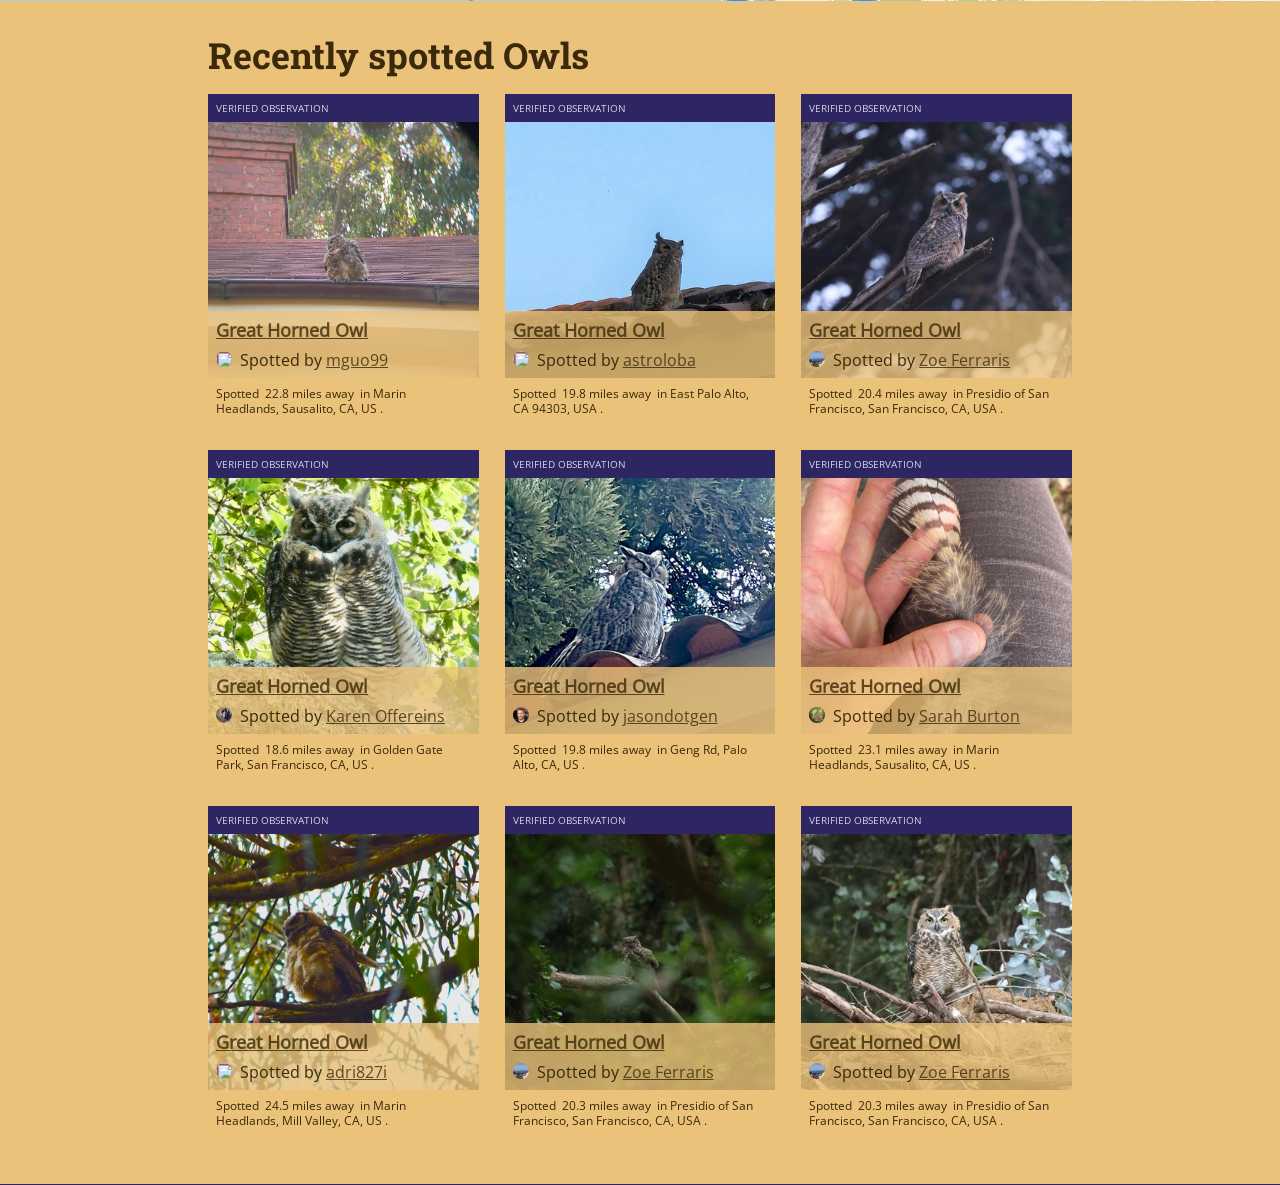 Recently spotted Owls
VERIFIED OBSERVATION
Great Horned Owl
Spotted by mguo99
Spotted 22.8 miles away in Marin
Headlands, Sausalito, CA, US .
VERIFIED OBSERVATION
Great Horned Owl
Spotted by astroloba
Spotted 19.8 miles away in East Palo Alto,
CA 94303, USA .
VERIFIED OBSERVATION
Great Horned Owl
Spotted by Zoe Ferraris
Spotted 20.4 miles away in Presidio of San
Francisco, San Francisco, CA, USA .
VERIFIED OBSERVATION
Great Horned Owl
Spotted by Karen Offereins
Spotted 18.6 miles away in Golden Gate
Park, San Francisco, CA, US .
VERIFIED OBSERVATION
Great Horned Owl
Spotted by jasondotgen
Spotted 19.8 miles away in Geng Rd, Palo
Alto, CA, US .
VERIFIED OBSERVATION
Great Horned Owl
Spotted by Sarah Burton
Spotted 23.1 miles away in Marin
Headlands, Sausalito, CA, US .
VERIFIED OBSERVATION
Great Horned Owl
Spotted by adri827i
Spotted 24.5 miles away in Marin
Headlands, Mill Valley, CA, US .
VERIFIED OBSERVATION
Great Horned Owl
Spotted by Zoe Ferraris
Spotted 20.3 miles away in Presidio of San
Francisco, San Francisco, CA, USA .
VERIFIED OBSERVATION
Great Horned Owl
Spotted by Zoe Ferraris
Spotted 20.3 miles away in Presidio of San
Francisco, San Francisco, CA, USA .